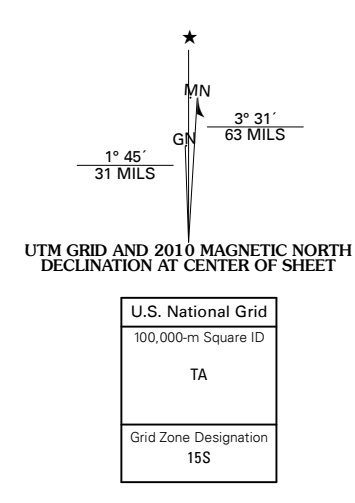 ★
MN
GN
3° 31´
63 MILS
1° 45´
31 MILS
UTM GRID AND 2010 MAGNETIC NORTH
DECLINATION AT CENTER OF SHEET
U.S. National Grid
100,000-m Square ID
TA
Grid Zone Designation
15S